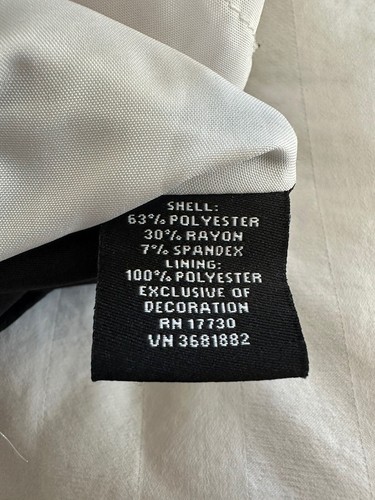 SHELL:
63% POLYESTER
30% RAYON
7% SPANDEX
LINING:
100% POLYESTER
EXCLUSIVE OF
DECORATION
RN 17730
VN 3681882